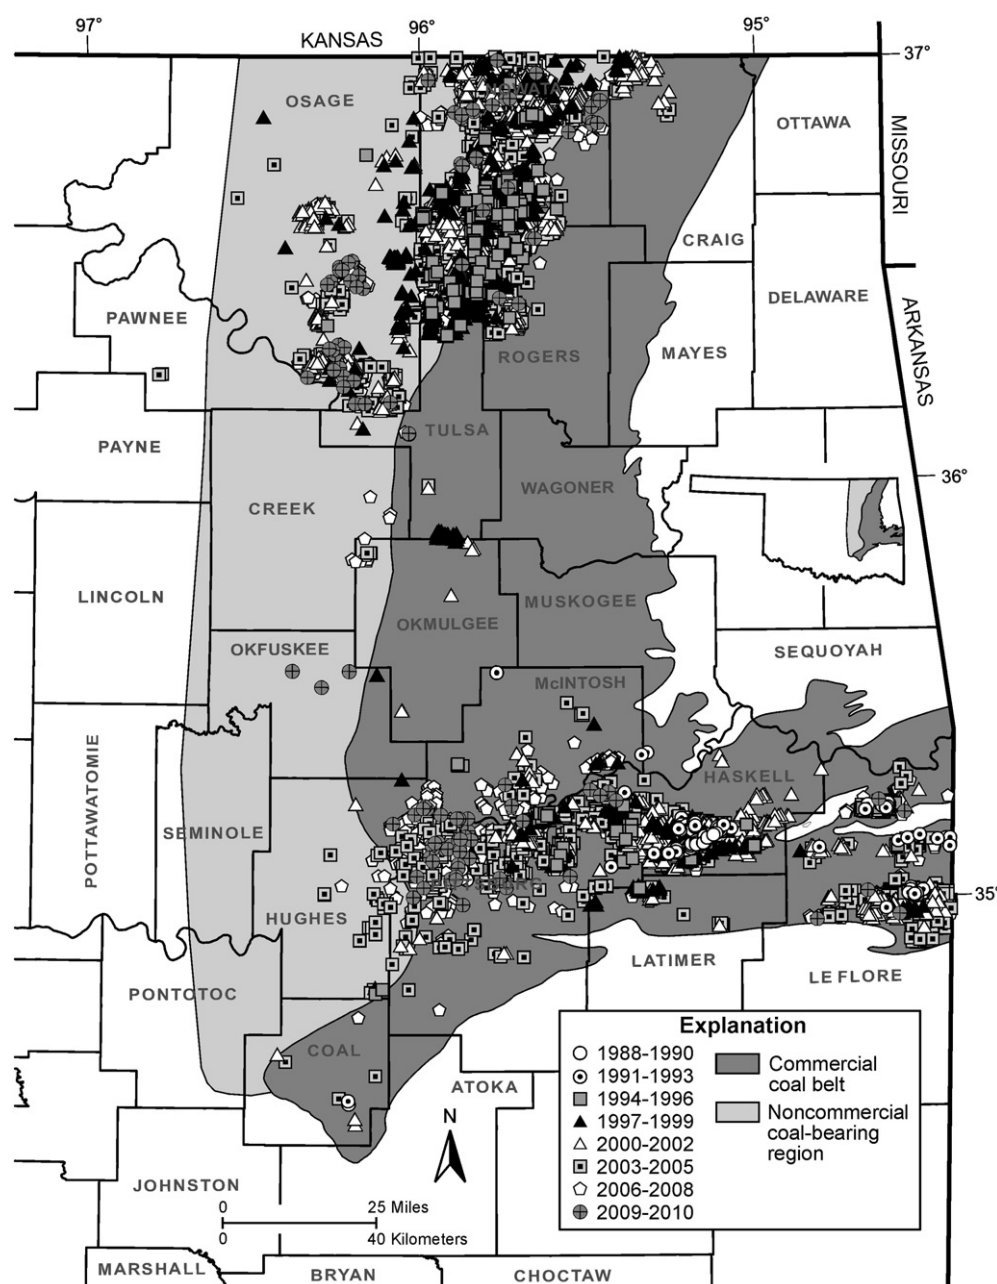 97°
96°
95°
KANSAS
37°
OSAGE
OTTAWA
MISSOURI
CRAIG
DELAWARE
PAWNEE
ROGERS
MAYES
ARKANSAS
PAYNE
TULSA
36°
CREEK
WAGONER
LINCOLN
OKMULGEE
MUSKOGEE
OKFUSKEE
SEQUOYAH
McINTOSH
POTTAWATOMIE
HASKELL
SEMINOLE
35°
HUGHES
LATIMER
LE FLORE
PONTOTOC
COAL
ATOKA
Explanation
1988-1990
1991-1993
1994-1996
1997-1999
2000-2002
2003-2005
2006-2008
2009-2010
Commercial
coal belt
Noncommercial
coal-bearing
region
N
JOHNSTON
0 25 Miles
0 40 Kilometers
MARSHALL
BRYAN
CHOCTAW